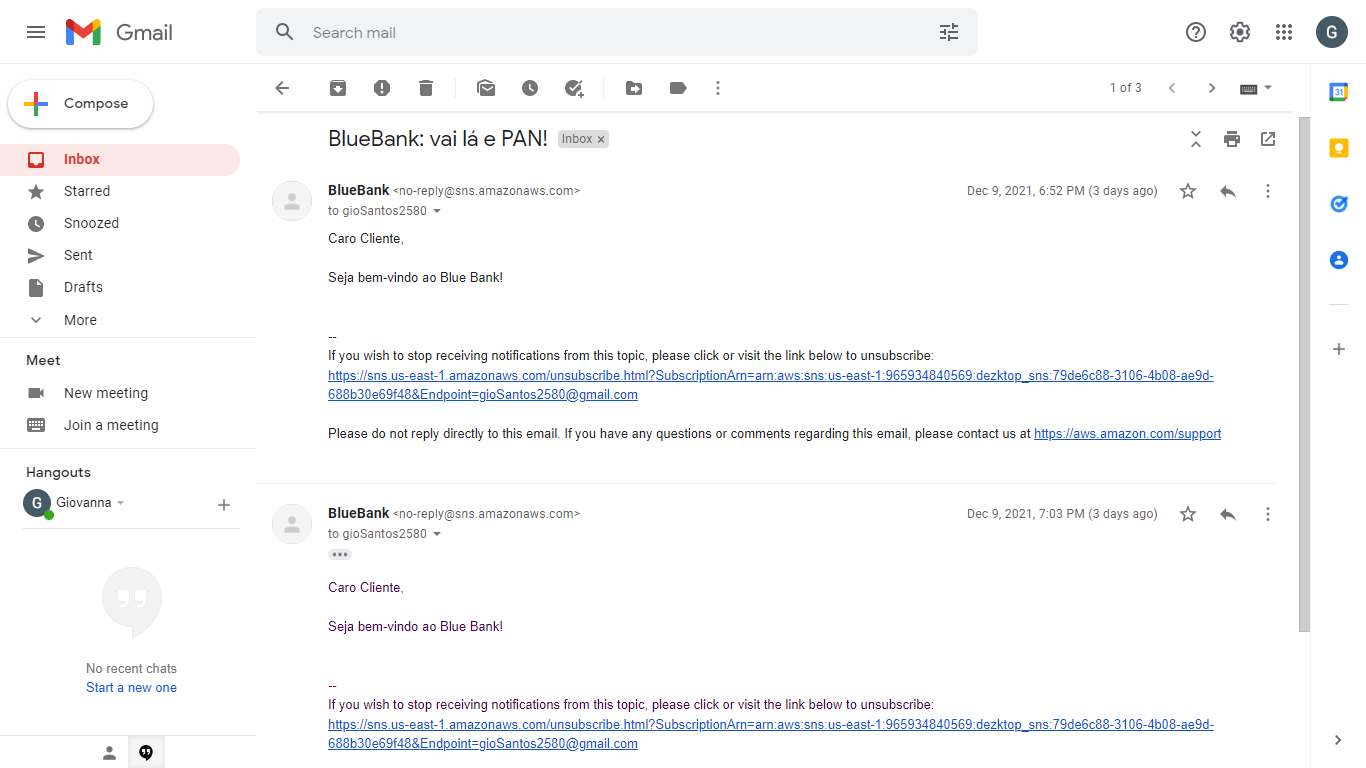 Gmail
Search mail
G
Compose
1 of 3
31
Inbox
Starred
Snoozed
Sent
Drafts
More
Meet
New meeting
Join a meeting
Hangouts
G Giovanna
No recent chats
Start a new one
BlueBank: vai lá e PAN! Inbox x
BlueBank <no-reply@sns.amazonaws.com> Dec 9, 2021, 6:52 PM (3 days ago)
to gioSantos2580
Caro Cliente,
Seja bem-vindo ao Blue Bank!
--
If you wish to stop receiving notifications from this topic, please click or visit the link below to unsubscribe:
https://sns.us-east-1.amazonaws.com/unsubscribe.html?SubscriptionArn=arn:aws:sns:us-east-1:965934840569:dezktop_sns:79de6c88-3106-4b08-ae9d-
688b30e69f48&Endpoint=gioSantos2580@gmail.com
Please do not reply directly to this email. If you have any questions or comments regarding this email, please contact us at https://aws.amazon.com/support
BlueBank <no-reply@sns.amazonaws.com> Dec 9, 2021, 7:03 PM (3 days ago)
to gioSantos2580
Caro Cliente,
Seja bem-vindo ao Blue Bank!
--
If you wish to stop receiving notifications from this topic, please click or visit the link below to unsubscribe:
https://sns.us-east-1.amazonaws.com/unsubscribe.html?SubscriptionArn=arn:aws:sns:us-east-1:965934840569:dezktop_sns:79de6c88-3106-4b08-ae9d-
688b30e69f48&Endpoint=gioSantos2580@gmail.com